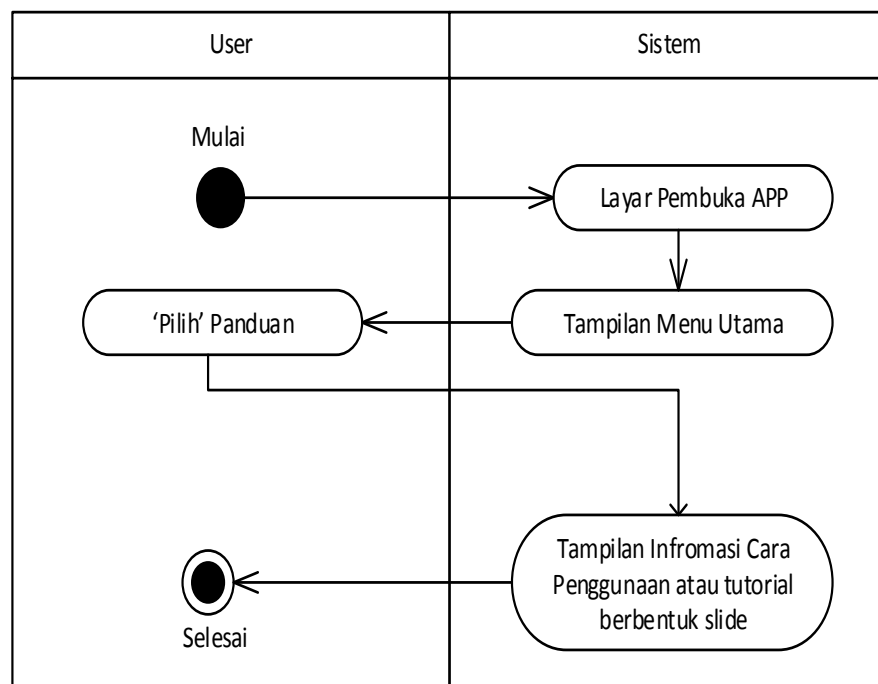 User
Sistem
Mulai
Layar Pembuka APP
‘Pilih’ Panduan
Tampilan Menu Utama
Tampilan Infromasi Cara
Penggunaan atau tutorial
berbentuk slide
Selesai